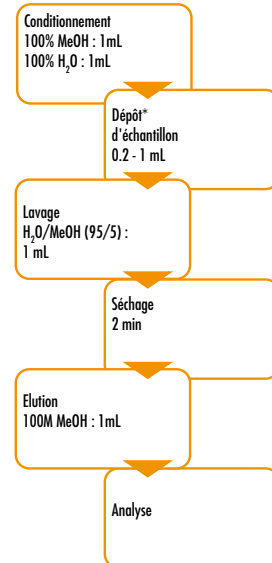 Conditionnement
100% MeOH : 1mL
100% H₂O : 1mL
Dépôt*
d'échantillon
0.2 - 1 mL
Lavage
H₂O/MeOH (95/5) :
1 mL
Séchage
2 min
Elution
100M MeOH : 1mL
Analyse